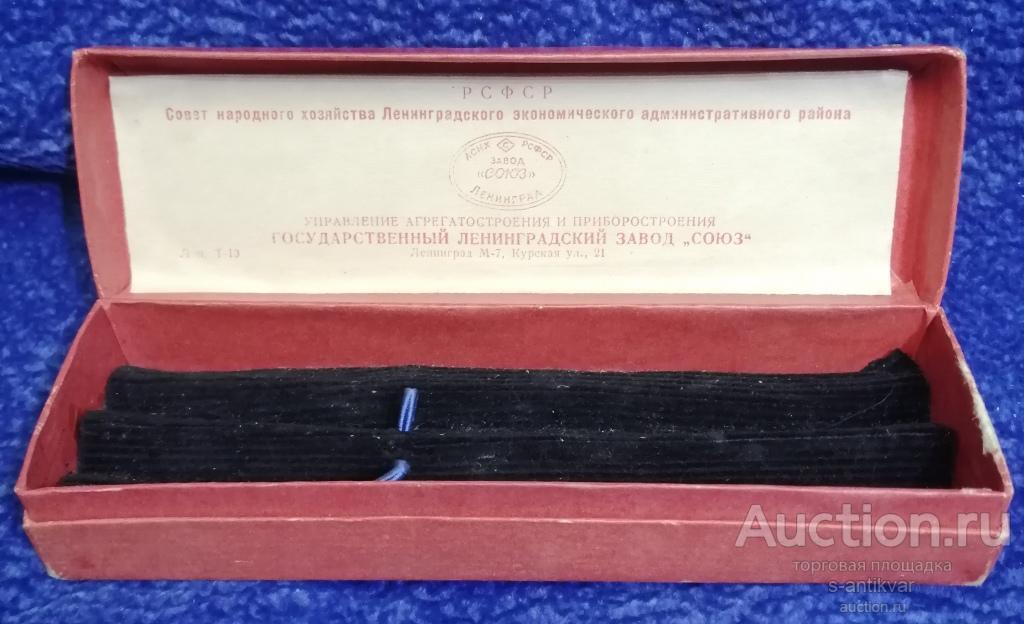 РСФСР
Совет народного хозяйства Ленинградского экономического административного района
ЛСНХ С РСФСР
ЗАВОД
«СОЮЗ»
ЛЕНИНГРАД
УПРАВЛЕНИЕ АГРЕГАТОСТРОЕНИЯ И ПРИБОРОСТРОЕНИЯ
ГОСУДАРСТВЕННЫЙ ЛЕНИНГРАДСКИЙ ЗАВОД „СОЮЗ“
Ленинград М-7, Курская ул., 21
Auction.ru
торговая площадка
s-antikvar
auction.ru